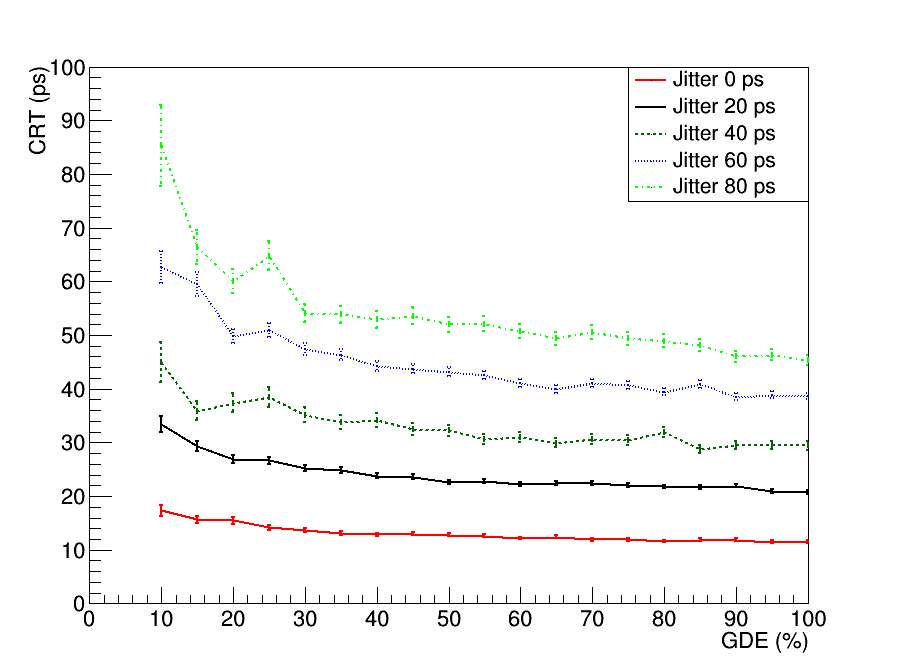 CRT (ps)
100
90
80
70
60
50
40
30
20
10
0
Jitter 0 ps
Jitter 20 ps
Jitter 40 ps
Jitter 60 ps
Jitter 80 ps
0 10 20 30 40 50 60 70 80 90 100
GDE (%)